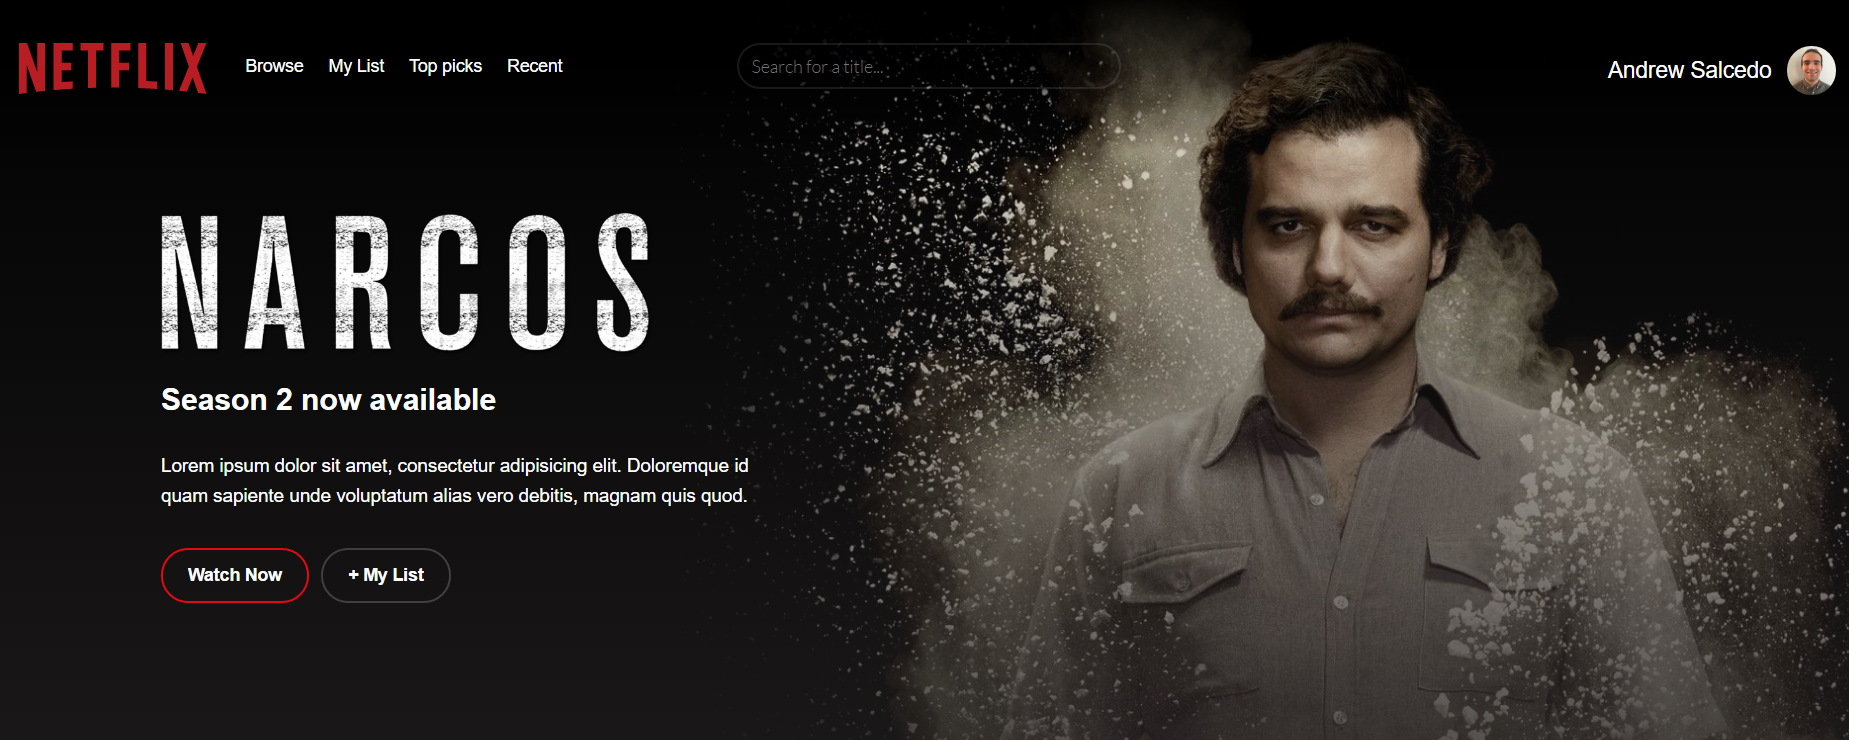 NETFLIX
Browse My List Top picks Recent
Search for a title...
Andrew Salcedo
NARCOS
Season 2 now available
Lorem ipsum dolor sit amet, consectetur adipisicing elit. Doloremque id
quam sapiente unde voluptatum alias vero debitis, magnam quis quod.
Watch Now
+ My List